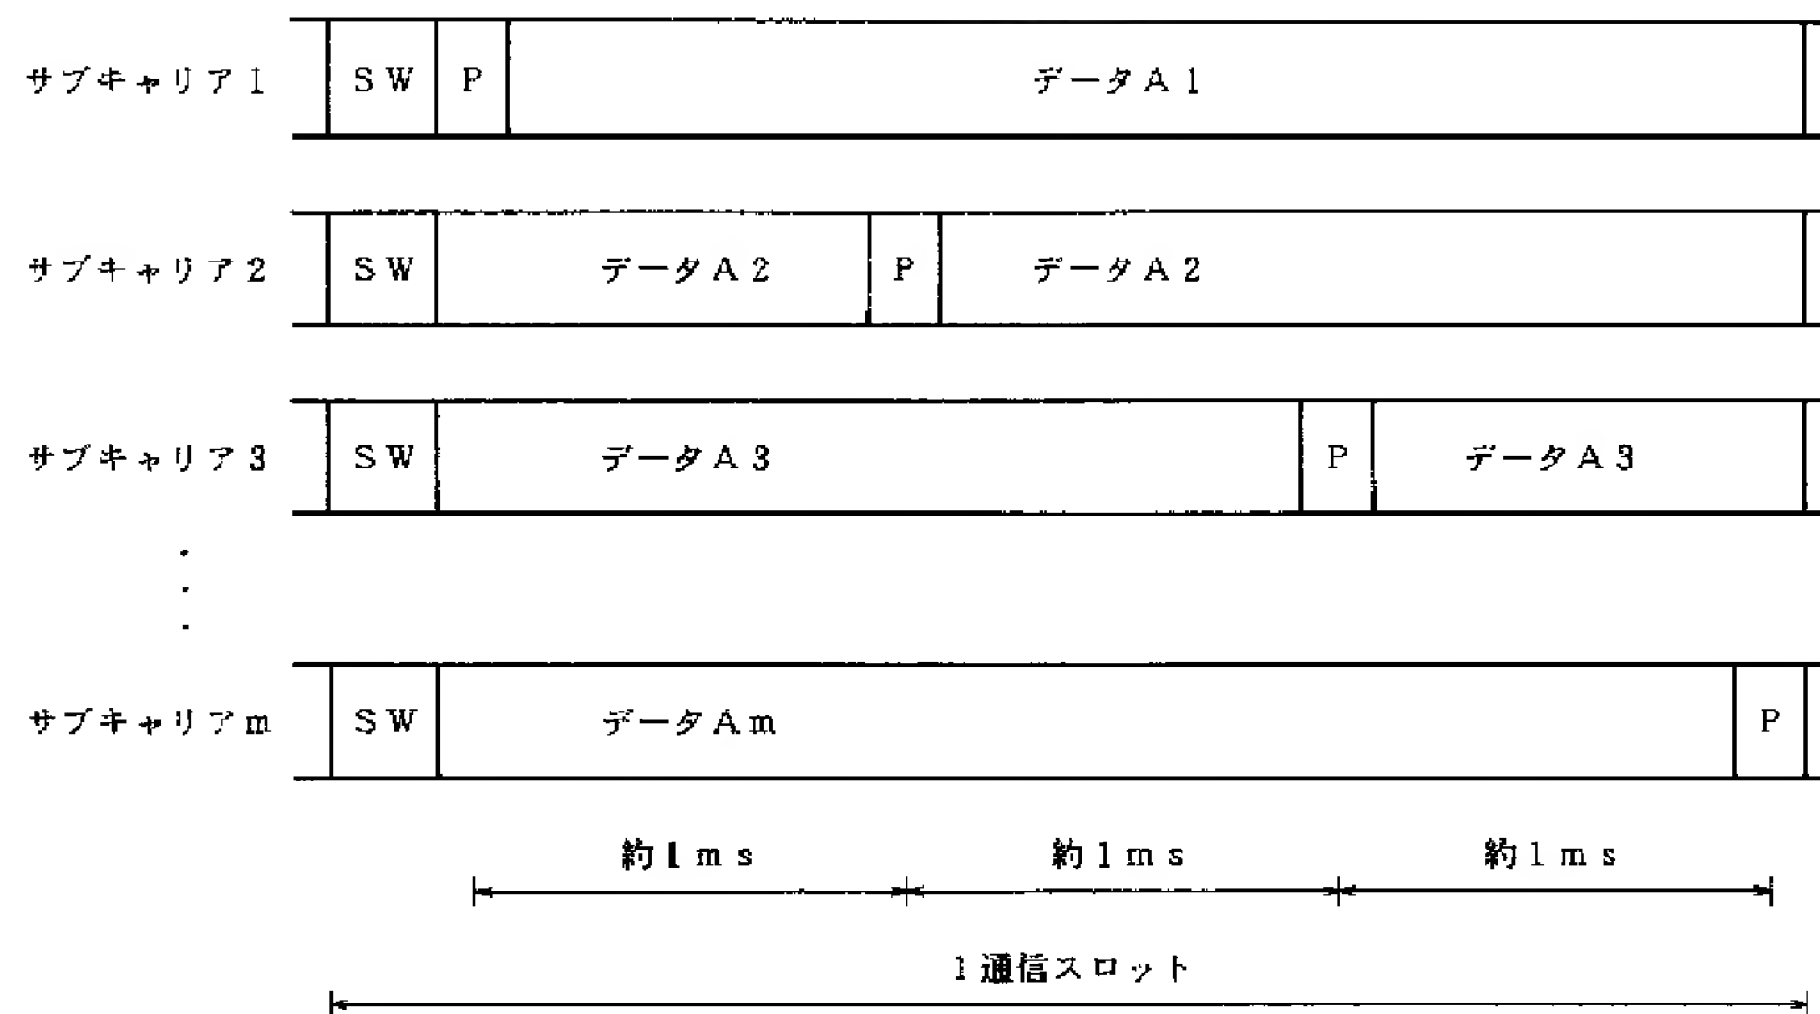 サブキャリア1 SW P データA1
サブキャリア2 SW データA2 P データA2
サブキャリア3 SW データA3 P データA3
サブキャリアm SW データAm P
約1ms 約1ms 約1ms
1通信スロット